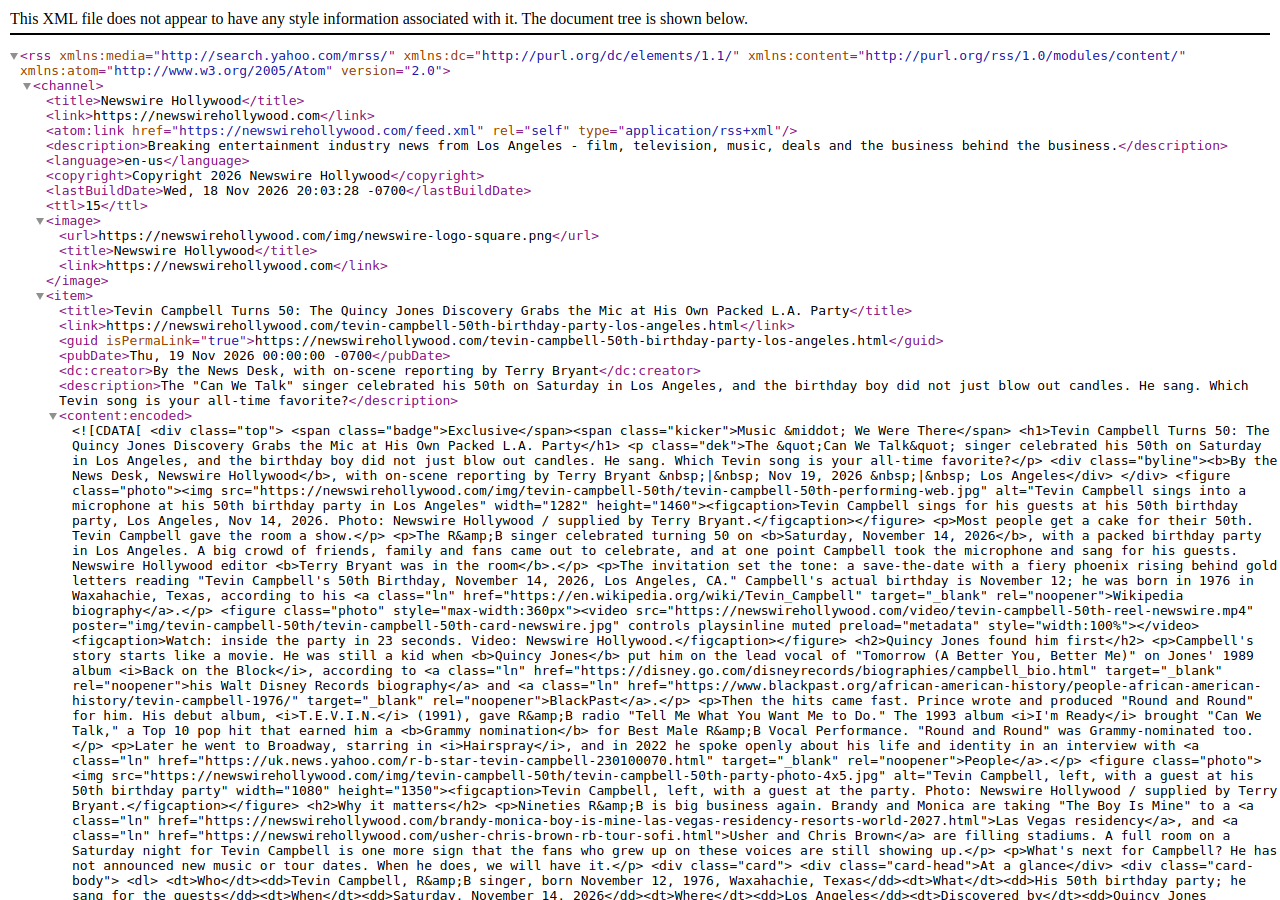 This XML file does not appear to have any style information associated with it. The document tree is shown below.
<rss xmlns:media="http://search.yahoo.com/mrss/" xmlns:dc="http://purl.org/dc/elements/1.1/" xmlns:content="http://purl.org/rss/1.0/modules/content/"
xmlns:atom="http://www.w3.org/2005/Atom" version="2.0">
<channel>
<title>Newswire Hollywood</title>
<link>https://newswirehollywood.com</link>
<atom:link href="https://newswirehollywood.com/feed.xml" rel="self" type="application/rss+xml"/>
<description>Breaking entertainment industry news from Los Angeles - film, television, music, deals and the business behind the business.</description>
<language>en-us</language>
<copyright>Copyright 2026 Newswire Hollywood</copyright>
<lastBuildDate>Wed, 18 Nov 2026 20:03:28 -0700</lastBuildDate>
<ttl>15</ttl>
<image>
<url>https://newswirehollywood.com/img/newswire-logo-square.png</url>
<title>Newswire Hollywood</title>
<link>https://newswirehollywood.com</link>
</image>
<item>
<title>Tevin Campbell Turns 50: The Quincy Jones Discovery Grabs the Mic at His Own Packed L.A. Party</title>
<link>https://newswirehollywood.com/tevin-campbell-50th-birthday-party-los-angeles.html</link>
<guid isPermaLink="true">https://newswirehollywood.com/tevin-campbell-50th-birthday-party-los-angeles.html</guid>
<pubDate>Thu, 19 Nov 2026 00:00:00 -0700</pubDate>
<dc:creator>By the News Desk, with on-scene reporting by Terry Bryant</dc:creator>
<description>The "Can We Talk" singer celebrated his 50th on Saturday in Los Angeles, and the birthday boy did not just blow out candles. He sang. Which
Tevin song is your all-time favorite?</description>
<content:encoded>
<![CDATA[ <div class="top"> <span class="badge">Exclusive</span><span class="kicker">Music &middot; We Were There</span> <h1>Tevin Campbell Turns 50: The
Quincy Jones Discovery Grabs the Mic at His Own Packed L.A. Party</h1> <p class="dek">The &quot;Can We Talk&quot; singer celebrated his 50th on Saturday
in Los Angeles, and the birthday boy did not just blow out candles. He sang. Which Tevin song is your all-time favorite?</p> <div class="byline"><b>By the
News Desk, Newswire Hollywood</b>, with on-scene reporting by Terry Bryant &nbsp;|&nbsp; Nov 19, 2026 &nbsp;|&nbsp; Los Angeles</div> </div> <figure
class="photo"><img src="https://newswirehollywood.com/img/tevin-campbell-50th/tevin-campbell-50th-performing-web.jpg" alt="Tevin Campbell sings into a
microphone at his 50th birthday party in Los Angeles" width="1282" height="1460"><figcaption>Tevin Campbell sings for his guests at his 50th birthday
party, Los Angeles, Nov 14, 2026. Photo: Newswire Hollywood / supplied by Terry Bryant.</figcaption></figure> <p>Most people get a cake for their 50th.
Tevin Campbell gave the room a show.</p> <p>The R&amp;B singer celebrated turning 50 on <b>Saturday, November 14, 2026</b>, with a packed birthday party
in Los Angeles. A big crowd of friends, family and fans came out to celebrate, and at one point Campbell took the microphone and sang for his guests.
Newswire Hollywood editor <b>Terry Bryant was in the room</b>.</p> <p>The invitation set the tone: a save-the-date with a fiery phoenix rising behind gold
letters reading "Tevin Campbell's 50th Birthday, November 14, 2026, Los Angeles, CA." Campbell's actual birthday is November 12; he was born in 1976 in
Waxahachie, Texas, according to his <a class="ln" href="https://en.wikipedia.org/wiki/Tevin_Campbell" target="_blank" rel="noopener">Wikipedia
biography</a>.</p> <figure class="photo" style="max-width:360px"><video src="https://newswirehollywood.com/video/tevin-campbell-50th-reel-newswire.mp4"
poster="img/tevin-campbell-50th/tevin-campbell-50th-card-newswire.jpg" controls playsinline muted preload="metadata" style="width:100%"></video>
<figcaption>Watch: inside the party in 23 seconds. Video: Newswire Hollywood.</figcaption></figure> <h2>Quincy Jones found him first</h2> <p>Campbell's
story starts like a movie. He was still a kid when <b>Quincy Jones</b> put him on the lead vocal of "Tomorrow (A Better You, Better Me)" on Jones' 1989
album <i>Back on the Block</i>, according to <a class="ln" href="https://disney.go.com/disneyrecords/biographies/campbell_bio.html" target="_blank"
rel="noopener">his Walt Disney Records biography</a> and <a class="ln" href="https://www.blackpast.org/african-american-history/people-african-american-
history/tevin-campbell-1976/" target="_blank" rel="noopener">BlackPast</a>.</p> <p>Then the hits came fast. Prince wrote and produced "Round and Round"
for him. His debut album, <i>T.E.V.I.N.</i> (1991), gave R&amp;B radio "Tell Me What You Want Me to Do." The 1993 album <i>I'm Ready</i> brought "Can We
Talk," a Top 10 pop hit that earned him a <b>Grammy nomination</b> for Best Male R&amp;B Vocal Performance. "Round and Round" was Grammy-nominated too.
</p> <p>Later he went to Broadway, starring in <i>Hairspray</i>, and in 2022 he spoke openly about his life and identity in an interview with <a
class="ln" href="https://uk.news.yahoo.com/r-b-star-tevin-campbell-230100070.html" target="_blank" rel="noopener">People</a>.</p> <figure class="photo">
<img src="https://newswirehollywood.com/img/tevin-campbell-50th/tevin-campbell-50th-party-photo-4x5.jpg" alt="Tevin Campbell, left, with a guest at his
50th birthday party" width="1080" height="1350"><figcaption>Tevin Campbell, left, with a guest at the party. Photo: Newswire Hollywood / supplied by Terry
Bryant.</figcaption></figure> <h2>Why it matters</h2> <p>Nineties R&amp;B is big business again. Brandy and Monica are taking "The Boy Is Mine" to a <a
class="ln" href="https://newswirehollywood.com/brandy-monica-boy-is-mine-las-vegas-residency-resorts-world-2027.html">Las Vegas residency</a>, and <a
class="ln" href="https://newswirehollywood.com/usher-chris-brown-rb-tour-sofi.html">Usher and Chris Brown</a> are filling stadiums. A full room on a
Saturday night for Tevin Campbell is one more sign that the fans who grew up on these voices are still showing up.</p> <p>What's next for Campbell? He has
not announced new music or tour dates. When he does, we will have it.</p> <div class="card"> <div class="card-head">At a glance</div> <div class="card-
body"> <dl> <dt>Who</dt><dd>Tevin Campbell, R&amp;B singer, born November 12, 1976, Waxahachie, Texas</dd><dt>What</dt><dd>His 50th birthday party; he
sang for the guests</dd><dt>When</dt><dd>Saturday, November 14, 2026</dd><dt>Where</dt><dd>Los Angeles</dd><dt>Discovered by</dt><dd>Quincy Jones